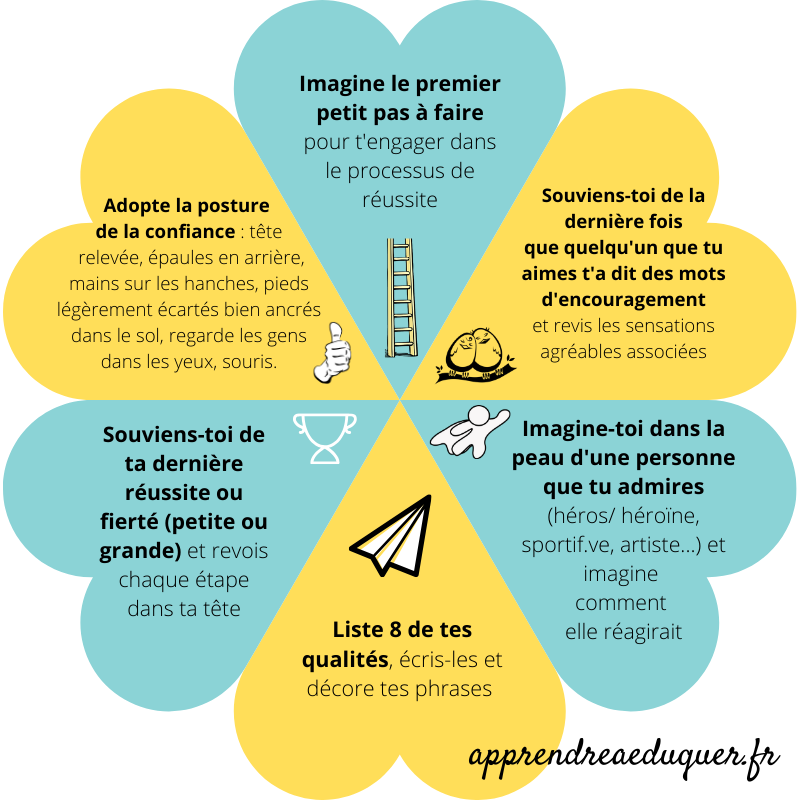 Imagine le premier
petit pas à faire
pour t'engager dans
le processus de
réussite
Souviens-toi de la
dernière fois
que quelqu'un que tu
aimes t'a dit des mots
d'encouragement
et revis les sensations
agréables associées
Imagine-toi dans la
peau d'une personne
que tu admires
(héros/ héroïne,
sportif.ve, artiste...) et
imagine
comment
elle réagirait
Liste 8 de tes
qualités, écris-les et
décore tes phrases
Souviens-toi de
ta dernière
réussite ou
fierté (petite ou
grande) et revois
chaque étape
dans ta tête
Adopte la posture
de la confiance : tête
relevée, épaules en arrière,
mains sur les hanches, pieds
légèrement écartés bien ancrés
dans le sol, regarde les gens
dans les yeux, souris.
apprendreaeduquer.fr